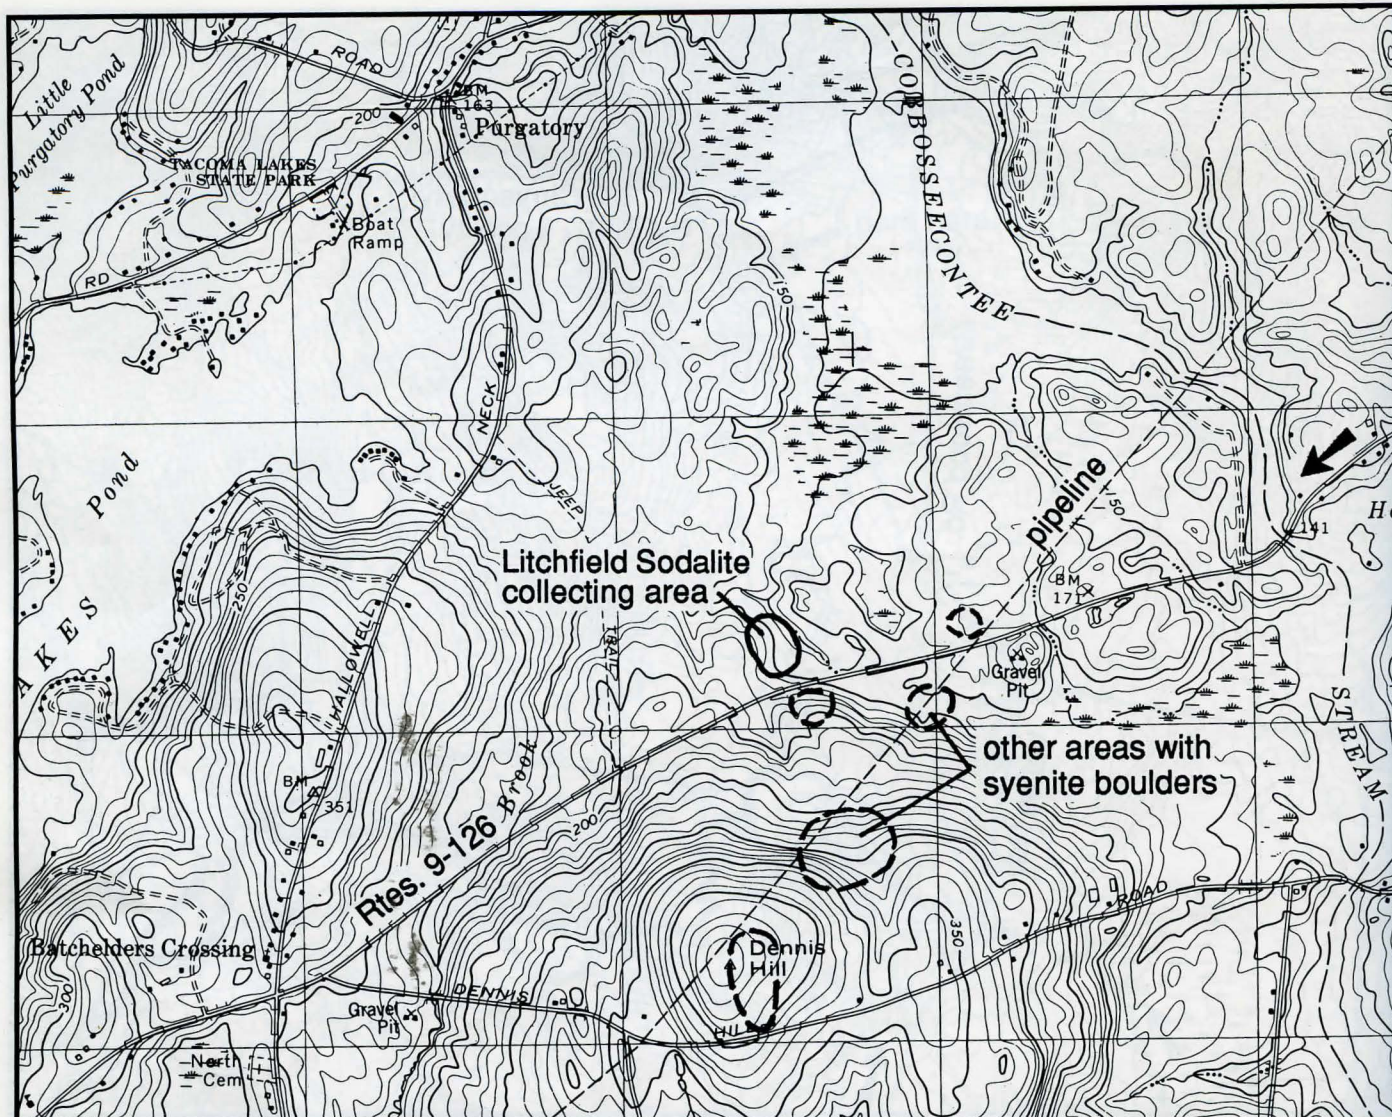 ROAD
BM
163
200
Purgatory
Little
Purgatory Pond
TACOMA LAKES
STATE PARK
Boat
Ramp
RD
COBBOSSEECONTEE
150
NECK
JEEP
Pond
pipeline
150
141
Litchfield Sodalite
collecting area
BM
171
250
HALLOWELL
TRAIL
Gravel
Pit
STREAM
other areas with
syenite boulders
BM
351
Brook
200
Rtes. 9-126
ROAD
350
Batchelders Crossing
300
Dennis
Hill
DENNIS
Gravel
Pit
North
Cem